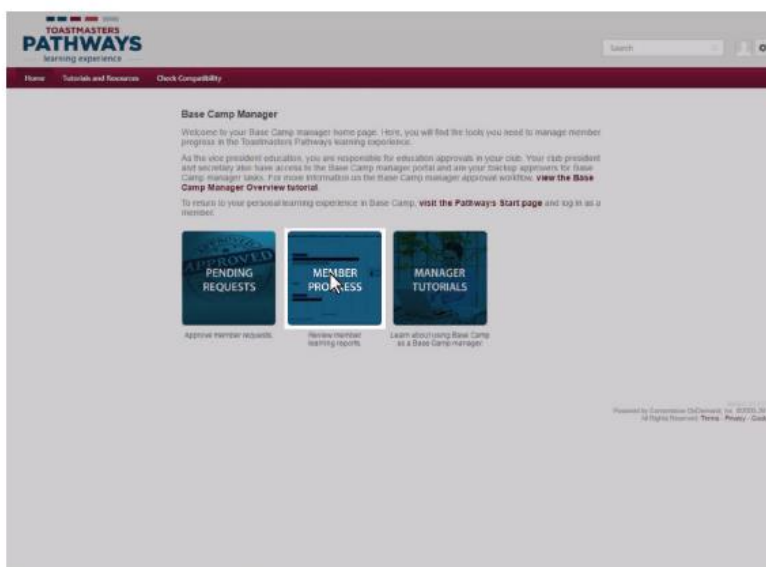 TOASTMASTERS
PATHWAYS
learning experience
Search
Home Tutorials and Resources Check Compatibility
Base Camp Manager
Welcome to your Base Camp manager home page. Here, you will find the tools you need to manage member
progress in the Toastmasters Pathways learning experience.
As the vice president education, you are responsible for education approvals in your club. Your club president
and secretary also have access to the Base Camp manager portal and are your backup approvers for Base
Camp manager tasks. For more information on the Base Camp manager approval workflow, view the Base
Camp Manager Overview tutorial.
To return to your personal learning experience in Base Camp, visit the Pathways Start page and log in as a
member.
APPROVED
PENDING
REQUESTS
MEMBER
PROGRESS
MANAGER
TUTORIALS
Approve member requests.
Review member
learning reports.
Learn about using Base Camp
as a Base Camp manager.
Powered by Cornerstone OnDemand, Inc.
All Rights Reserved. Terms - Privacy -